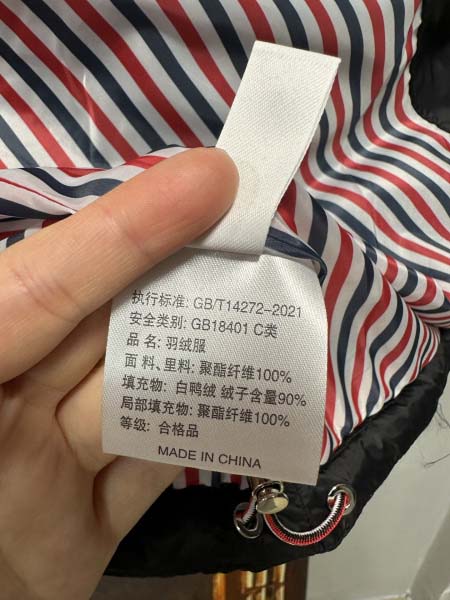 执行标准: GB/T14272-2021
安全类别: GB18401 C类
品 名: 羽绒服
面 料、里料: 聚酯纤维100%
填充物: 白鸭绒 绒子含量90%
局部填充物: 聚酯纤维100%
等级: 合格品
MADE IN CHINA